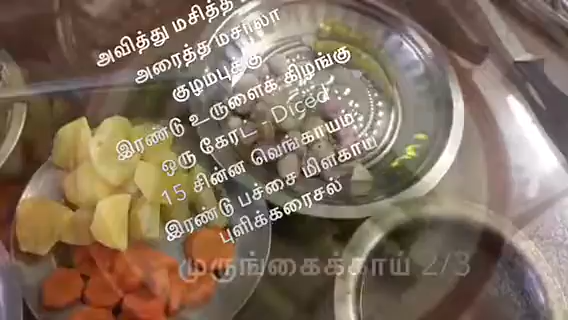 அவித்து மசித்த
அரைத்த மசாலா
குழம்புக்கு
இரண்டு உருளைக் கிழங்கு
ஒரு கேரட் - Diced
15 சின்ன வெங்காயம்
இரண்டு பச்சை மிளகாய்
புளிக்கரைசல்
முருங்கைக்காய் 2/3